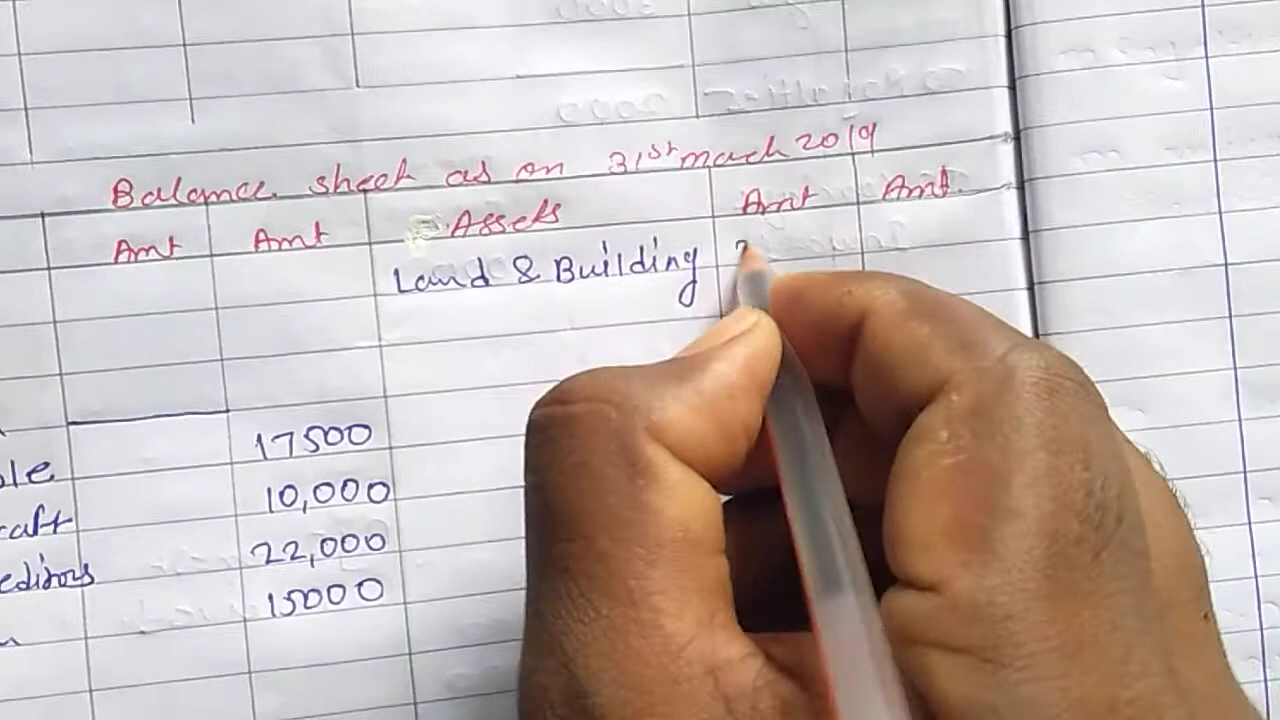 Balance sheet as on 31st march 2019
Amt Amt Assets Amt Amt
Land & Building
17500
10,000
22,000
15000